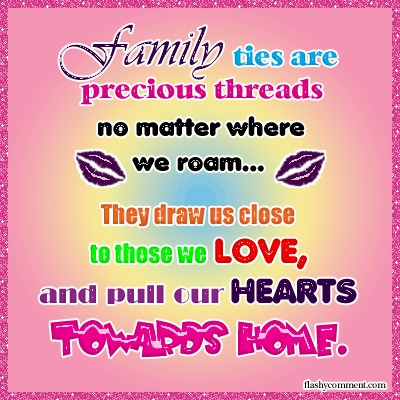 Family ties are
precious threads
no matter where
we roam...
They draw us close
to those we LOVE,
and pull our HEARTS
TOWARDS HOME.
flashycomment.com